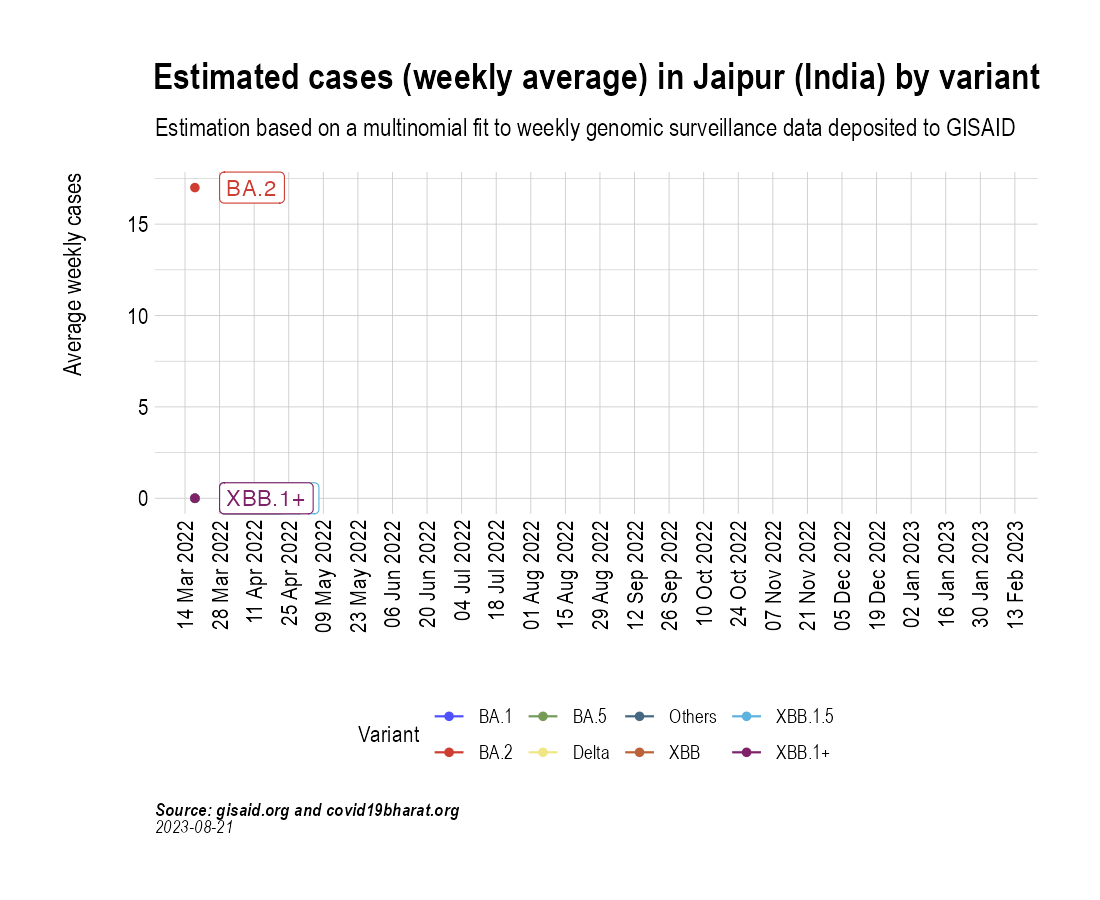 Estimated cases (weekly average) in Jaipur (India) by variant
Estimation based on a multinomial fit to weekly genomic surveillance data deposited to GISAID
Average weekly cases
15
10
5
0
BA.2
XBB.1+
14 Mar 2022
28 Mar 2022
11 Apr 2022
25 Apr 2022
09 May 2022
23 May 2022
06 Jun 2022
20 Jun 2022
04 Jul 2022
18 Jul 2022
01 Aug 2022
15 Aug 2022
29 Aug 2022
12 Sep 2022
26 Sep 2022
10 Oct 2022
24 Oct 2022
07 Nov 2022
21 Nov 2022
05 Dec 2022
19 Dec 2022
02 Jan 2023
16 Jan 2023
30 Jan 2023
13 Feb 2023
Variant
BA.1
BA.5
Others
XBB.1.5
BA.2
Delta
XBB
XBB.1+
Source: gisaid.org and covid19bharat.org
2023-08-21